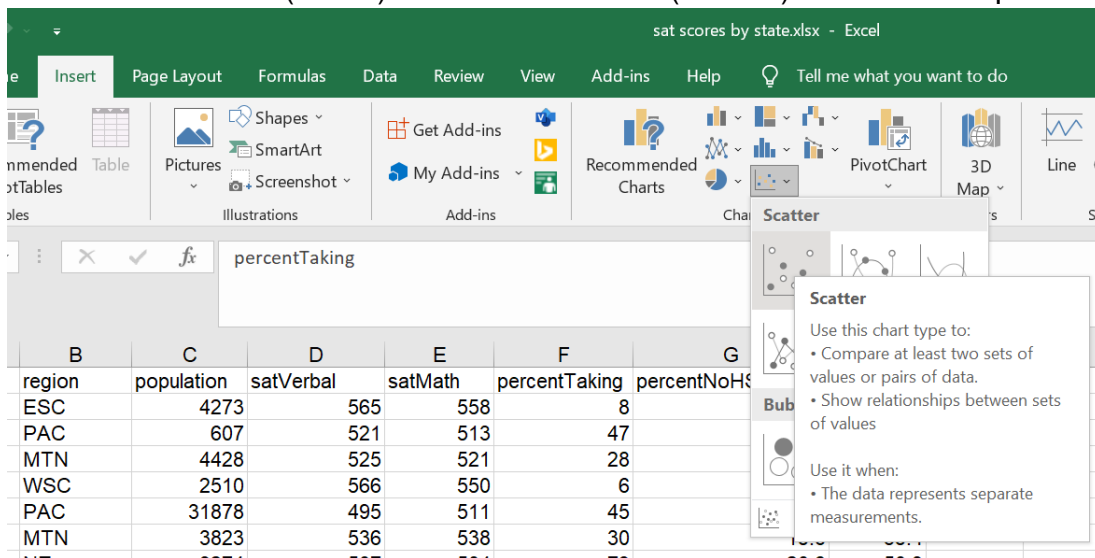 sat scores by state.xlsx - Excel
Insert Page Layout Formulas Data Review View Add-ins Help Tell me what you want to do
Shapes
Get Add-ins
SmartArt
Table Pictures Recommended PivotChart 3D Line
Screenshot My Add-ins Charts Map
Illustrations Add-ins
Scatter
fx percentTaking
Scatter
Use this chart type to:
• Compare at least two sets of
values or pairs of data.
• Show relationships between sets
of values
Use it when:
• The data represents separate
measurements.
B C D E F G
region population satVerbal satMath percentTaking
ESC 4273 565 558 8
PAC 607 521 513 47
MTN 4428 525 521 28
WSC 2510 566 550 6
PAC 31878 495 511 45
MTN 3823 536 538 30